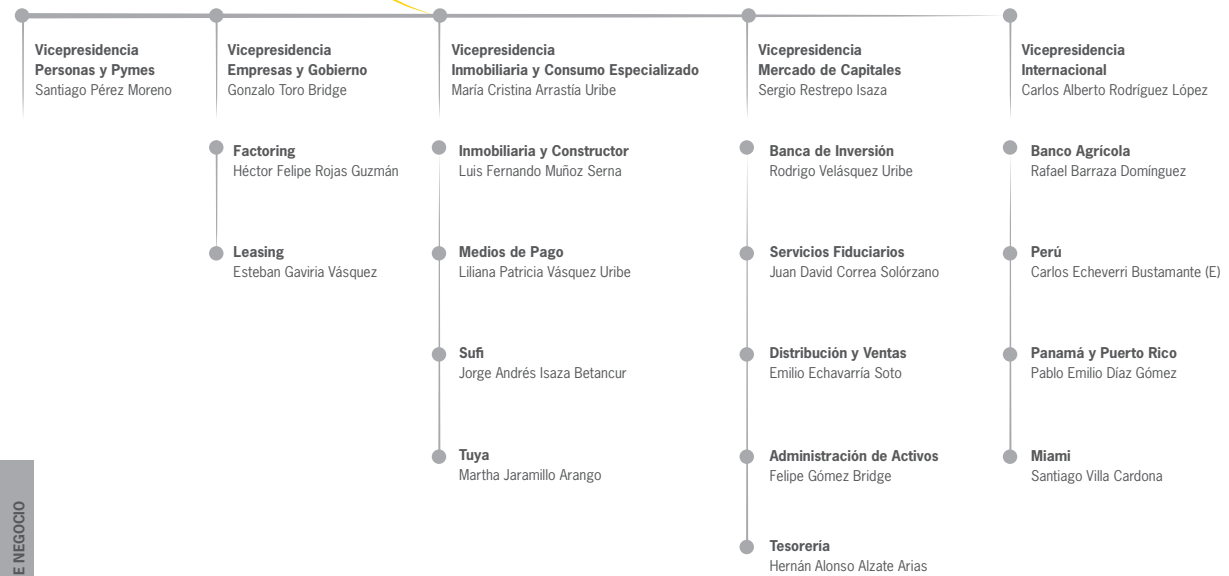 Vicepresidencia
Personas y Pymes
Santiago Pérez Moreno
Vicepresidencia
Empresas y Gobierno
Gonzalo Toro Bridge
Factoring
Héctor Felipe Rojas Guzmán
Leasing
Esteban Gaviria Vásquez
Vicepresidencia
Inmobiliaria y Consumo Especializado
María Cristina Arrastía Uribe
Inmobiliaria y Constructor
Luis Fernando Muñoz Serna
Medios de Pago
Liliana Patricia Vásquez Uribe
Sufi
Jorge Andrés Isaza Betancur
Tuya
Martha Jaramillo Arango
Vicepresidencia
Mercado de Capitales
Sergio Restrepo Isaza
Banca de Inversión
Rodrigo Velásquez Uribe
Servicios Fiduciarios
Juan David Correa Solórzano
Distribución y Ventas
Emilio Echavarría Soto
Administración de Activos
Felipe Gómez Bridge
Tesorería
Hernán Alonso Alzate Arias
Vicepresidencia
Internacional
Carlos Alberto Rodríguez López
Banco Agrícola
Rafael Barraza Domínguez
Perú
Carlos Echeverri Bustamante (E)
Panamá y Puerto Rico
Pablo Emilio Díaz Gómez
Miami
Santiago Villa Cardona
E NEGOCIO